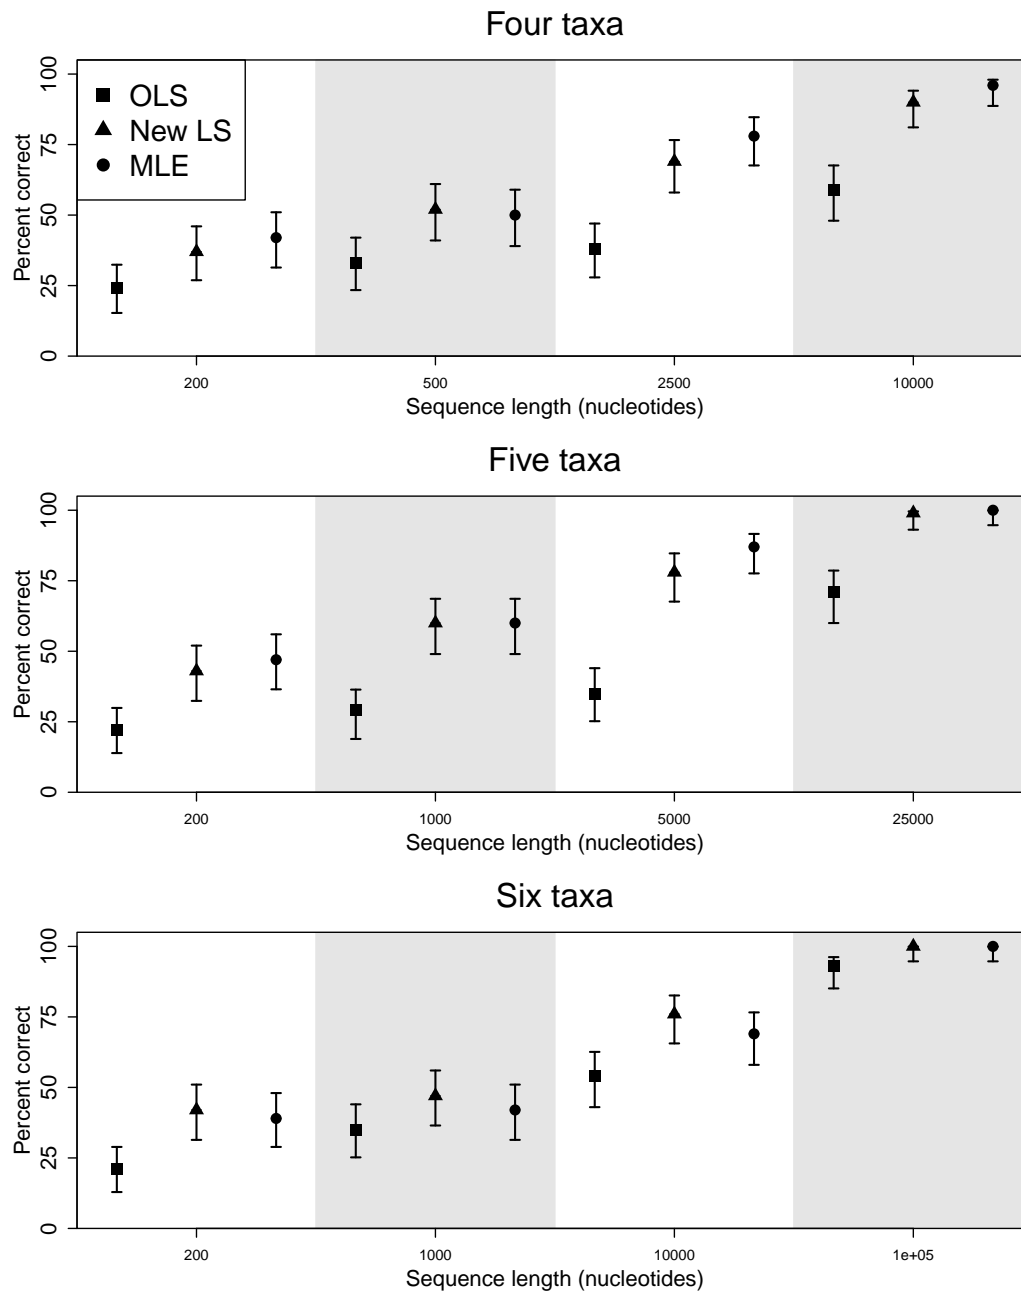 Four taxa
Percent correct
100
75
50
25
0
OLS
New LS
MLE
200 500 2500 10000
Sequence length (nucleotides)
Five taxa
Percent correct
100
75
50
25
0
200 1000 5000 25000
Sequence length (nucleotides)
Six taxa
Percent correct
100
75
50
25
0
200 1000 10000 1e+05
Sequence length (nucleotides)